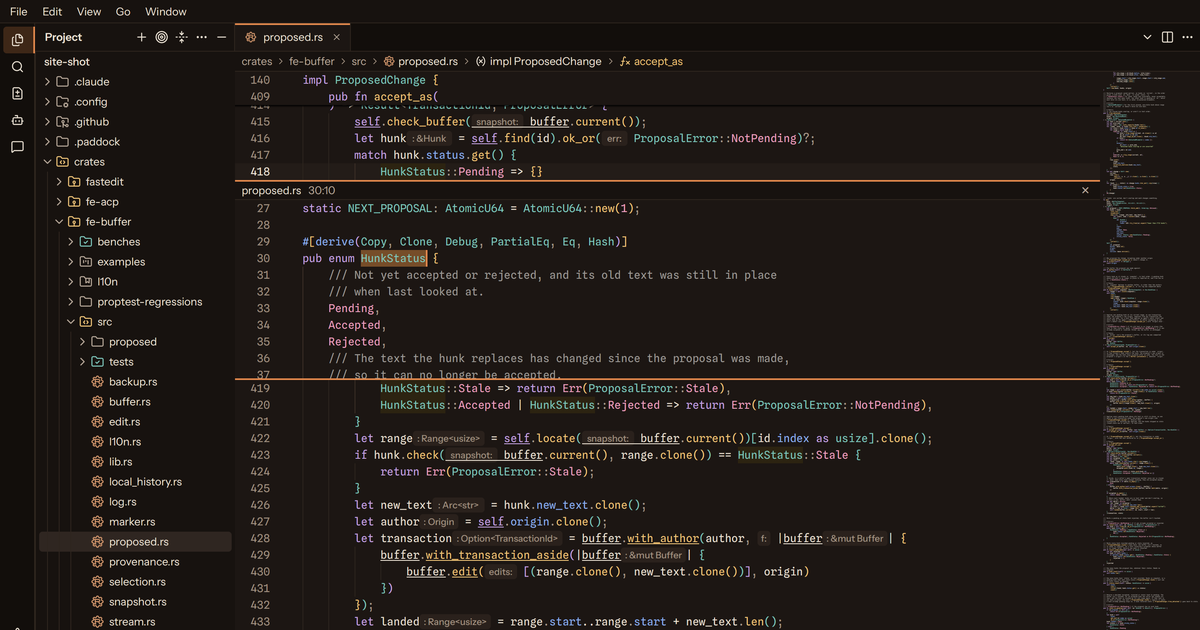 File Edit View Go Window
Project
proposed.rs
site-shot
.claude
.config
.github
.paddock
crates
fastedit
fe-acp
fe-buffer
benches
examples
l10n
proptest-regressions
src
proposed
tests
backup.rs
buffer.rs
edit.rs
l10n.rs
lib.rs
local_history.rs
log.rs
marker.rs
proposed.rs
provenance.rs
selection.rs
snapshot.rs
stream.rs
crates > fe-buffer > src > proposed.rs > impl ProposedChange > accept_as
140 impl ProposedChange {
409 pub fn accept_as(
415 self.check_buffer( snapshot: buffer.current());
416 let hunk :&Hunk = self.find(id).ok_or( err: ProposalError::NotPending)?;
417 match hunk.status.get() {
418 HunkStatus::Pending => {}
proposed.rs 30:10
27 static NEXT_PROPOSAL: AtomicU64 = AtomicU64::new(1);
28
29 #[derive(Copy, Clone, Debug, PartialEq, Eq, Hash)]
30 pub enum HunkStatus {
31 /// Not yet accepted or rejected, and its old text was still in place
32 /// when last looked at.
33 Pending,
34 Accepted,
35 Rejected,
36 /// The text the hunk replaces has changed since the proposal was made,
37 /// so it can no longer be accepted.
419 HunkStatus::Stale => return Err(ProposalError::Stale),
420 HunkStatus::Accepted | HunkStatus::Rejected => return Err(ProposalError::NotPending),
421 }
422 let range :Range<usize> = self.locate( snapshot: buffer.current())[id.index as usize].clone();
423 if hunk.check( snapshot: buffer.current(), range.clone()) == HunkStatus::Stale {
424 return Err(ProposalError::Stale);
425 }
426 let new_text :Arc<str> = hunk.new_text.clone();
427 let author :Origin = self.origin.clone();
428 let transaction :Option<TransactionId> = buffer.with_author(author, f: |buffer :&mut Buffer | {
429 buffer.with_transaction_aside(|buffer :&mut Buffer | {
430 buffer.edit( edits: [(range.clone(), new_text.clone())], origin)
431 })
432 });
433 let landed :Range<usize> = range.start..range.start + new_text.len();